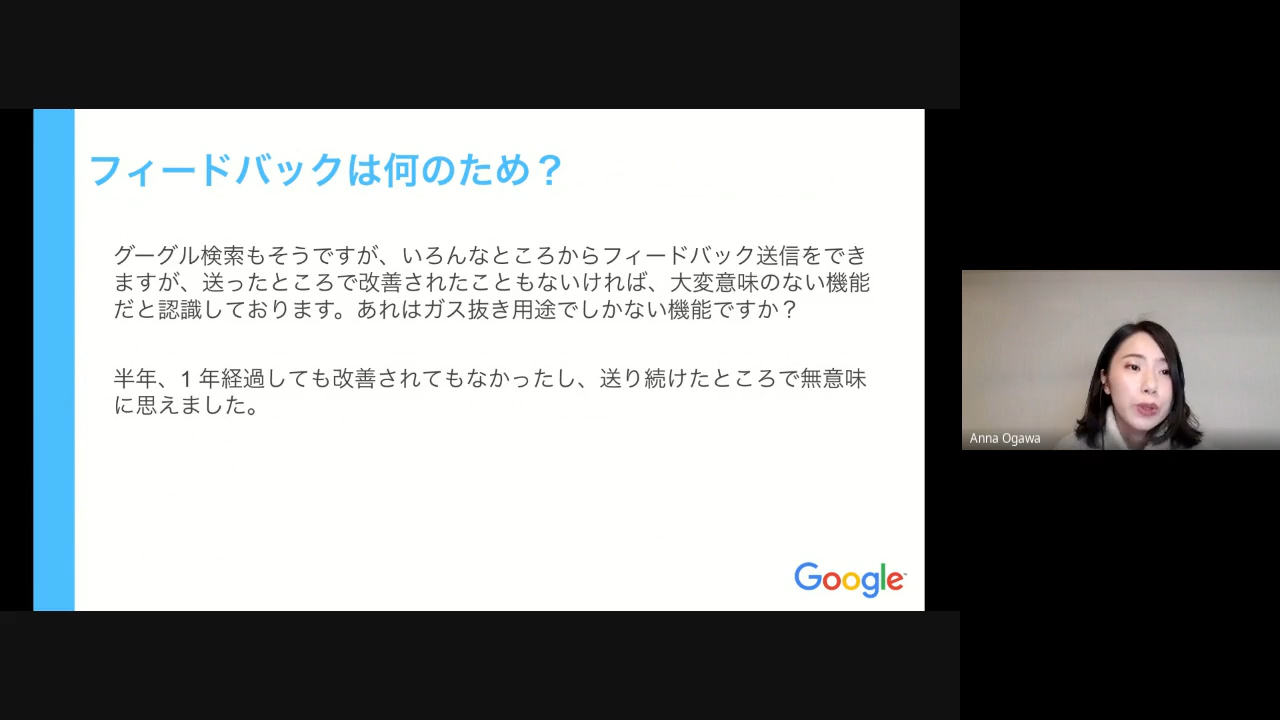 フィードバックは何のため？
グーグル検索もそうですが、いろんなところからフィードバック送信をでき
ますが、送ったところで改善されたこともないければ、大変意味のない機能
だと認識しております。あれはガス抜き用途でしかない機能ですか？
半年、1 年経過しても改善されてもなかったし、送り続けたところで無意味
に思えました。
Google
Anna Ogawa